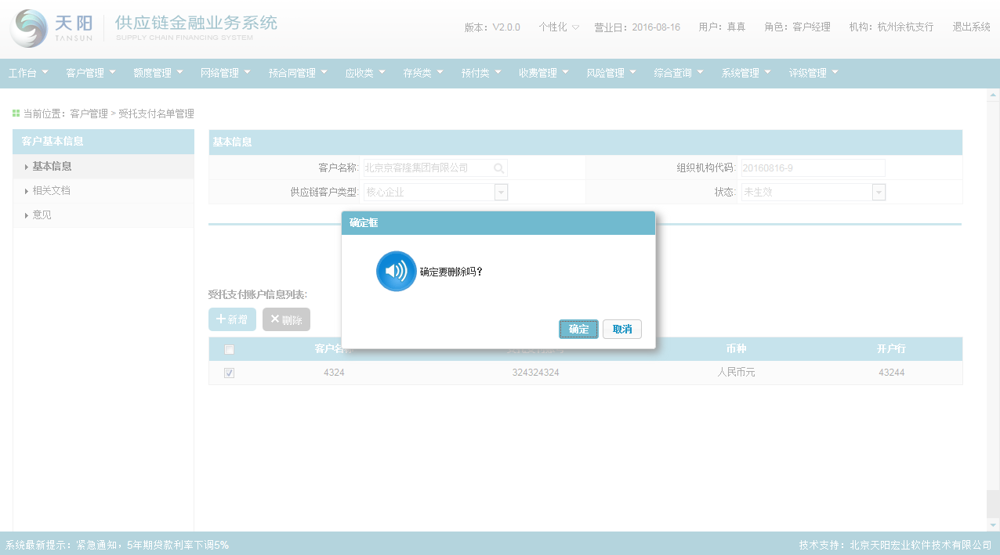 天阳
TANSUN
供应链金融业务系统
SUPPLY CHAIN FINANCING SYSTEM
版本：V2.0.0 个性化 营业日：2016-08-16 用户：真真 角色：客户经理 机构：杭州余杭支行 退出系统
工作台 客户管理 额度管理 网络管理 预合同管理 应收类 存货类 预付类 收费管理 风险管理 综合查询 系统管理 评级管理
当前位置：客户管理 > 受托支付名单管理
客户基本信息
基本信息
相关文档
意见
基本信息
客户名称: 北京京客隆集团有限公司 组织机构代码: 20160816-9
供应链客户类型: 核心企业 状态: 未生效
确定框
确定要删除吗？
确定 取消
受托支付账户信息列表:
新增 删除
客户名 币种 开户行
4324 324324324 人民币元 43244
系统最新提示：紧急通知，5年期贷款利率下调5% 技术支持：北京天阳宏业软件技术有限公司